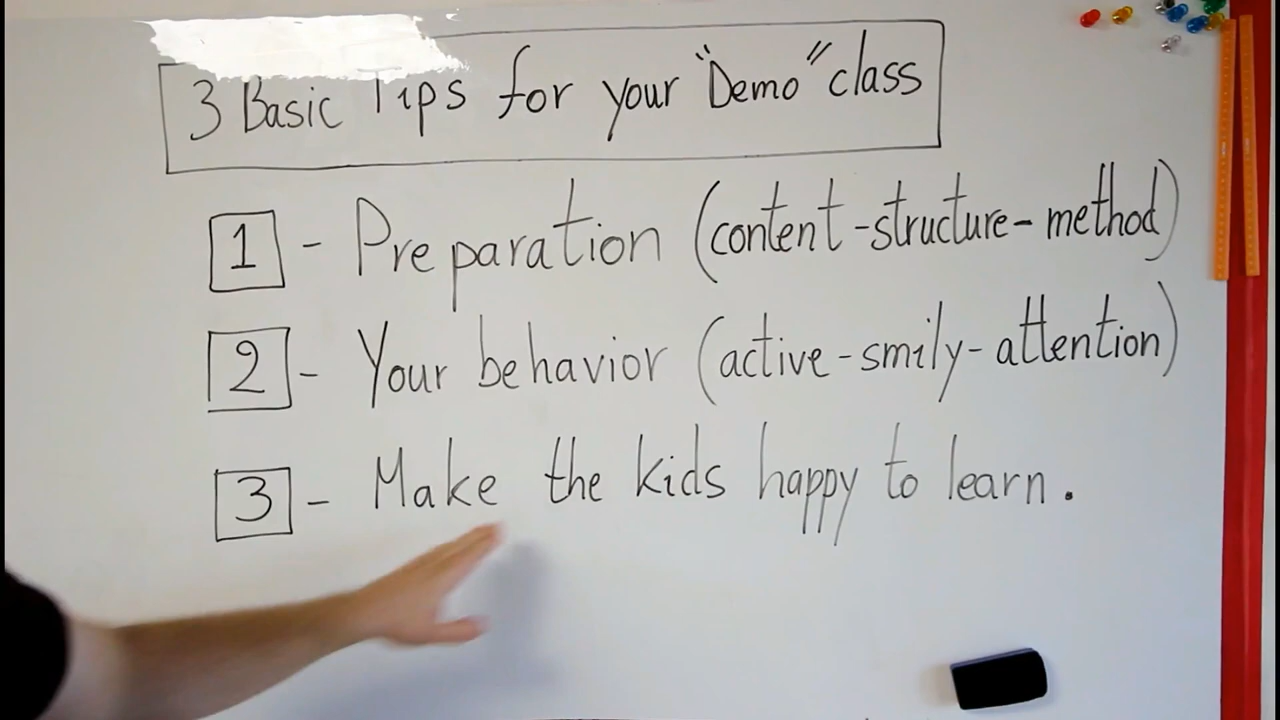 3 Basic Tips for your "Demo" class
1 - Preparation (content-structure-method)
2 - Your behavior (active-smily-attention)
3 - Make the kids happy to learn.